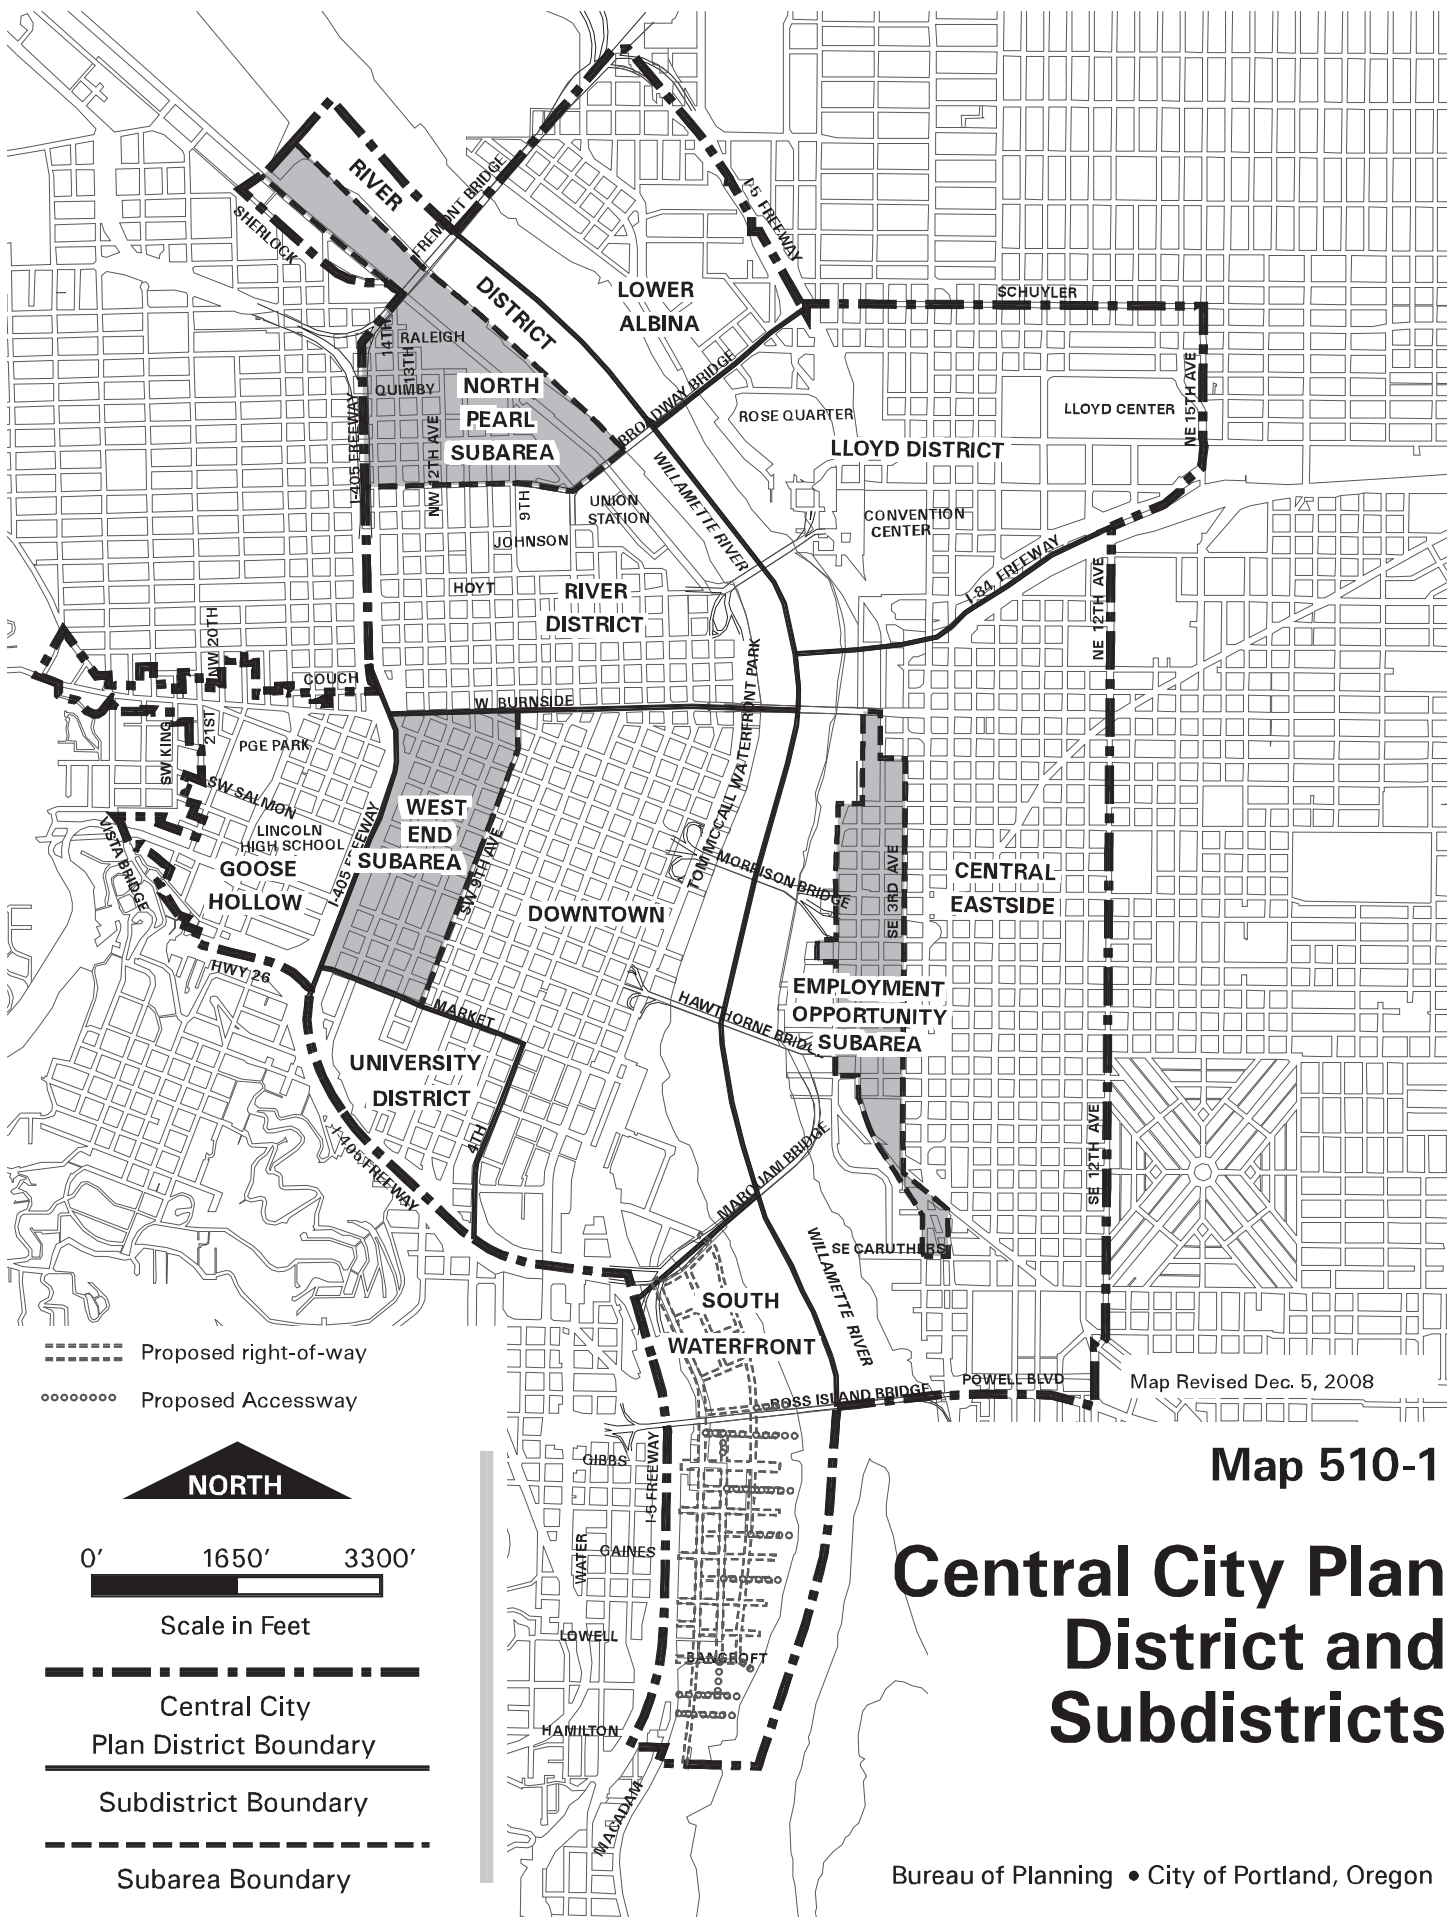 RIVER
DISTRICT
FREMONT BRIDGE
SHERLOCK
I-5 FREEWAY
LOWER
ALBINA
SCHUYLER
14TH
13TH
RALEIGH
QUIMBY
NORTH
PEARL
SUBAREA
I-405 FREEWAY
NW 12TH AVE
BROADWAY BRIDGE
ROSE QUARTER
LLOYD CENTER
NE 15TH AVE
LLOYD DISTRICT
WILLAMETTE RIVER
9TH
UNION
STATION
CONVENTION
CENTER
JOHNSON
HOYT
RIVER
DISTRICT
I-84 FREEWAY
NE 12TH AVE
NW 20TH
COUCH
W BURNSIDE
TOM MCCALL WATERFRONT PARK
SW KING
21ST
PGE PARK
SW SALMON
LINCOLN
HIGH SCHOOL
GOOSE
HOLLOW
VISTA BRIDGE
I-405 FREEWAY
WEST
END
SUBAREA
SW 9TH AVE
DOWNTOWN
MORRISON BRIDGE
SE 3RD AVE
CENTRAL
EASTSIDE
HWY 26
MARKET
HAWTHORNE BRIDGE
EMPLOYMENT
OPPORTUNITY
SUBAREA
UNIVERSITY
DISTRICT
4TH
I-405 FREEWAY
MARQUAM BRIDGE
SE 12TH AVE
SE CARUTHERS
WILLAMETTE RIVER
SOUTH
WATERFRONT
ROSS ISLAND BRIDGE
POWELL BLVD
Map Revised Dec. 5, 2008
GIBBS
I-5 FREEWAY
WATER
GAINES
LOWELL
BANCROFT
HAMILTON
MACADAM
Proposed right-of-way
Proposed Accessway
NORTH
0' 1650' 3300'
Scale in Feet
Central City
Plan District Boundary
Subdistrict Boundary
Subarea Boundary
Map 510-1
Central City Plan
District and
Subdistricts
Bureau of Planning • City of Portland, Oregon